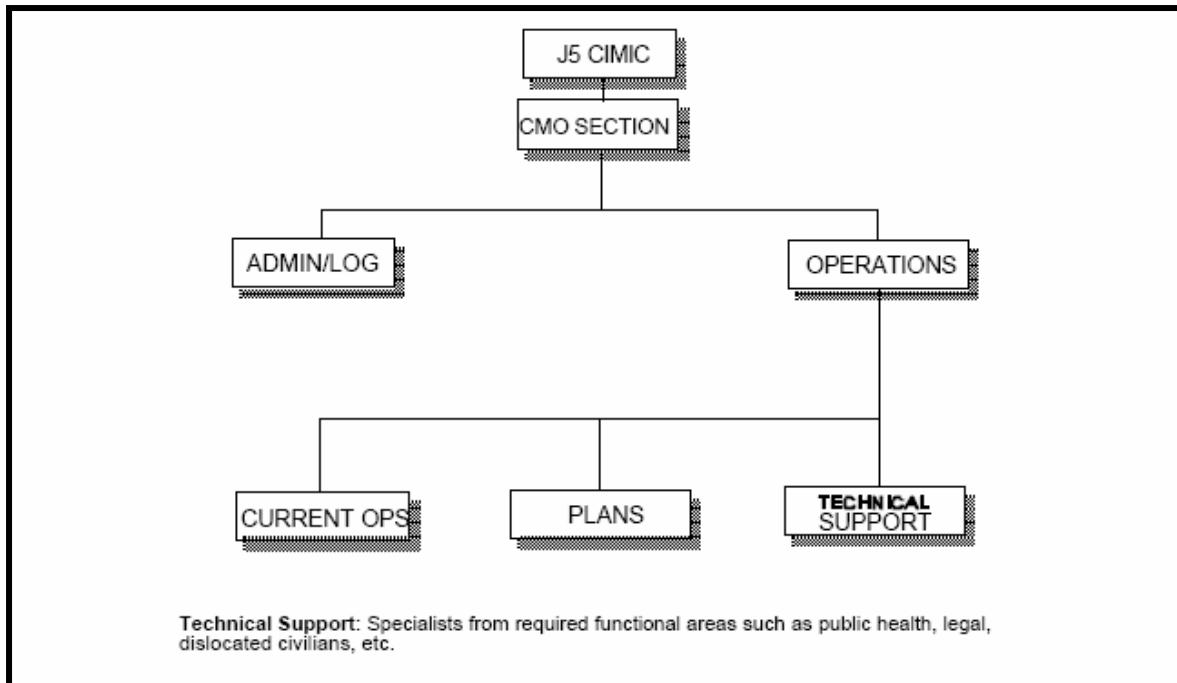 J5 CIMIC
CMO SECTION
ADMIN/LOG
OPERATIONS
CURRENT OPS
PLANS
TECHNICAL
SUPPORT
Technical Support: Specialists from required functional areas such as public health, legal,
dislocated civilians, etc.